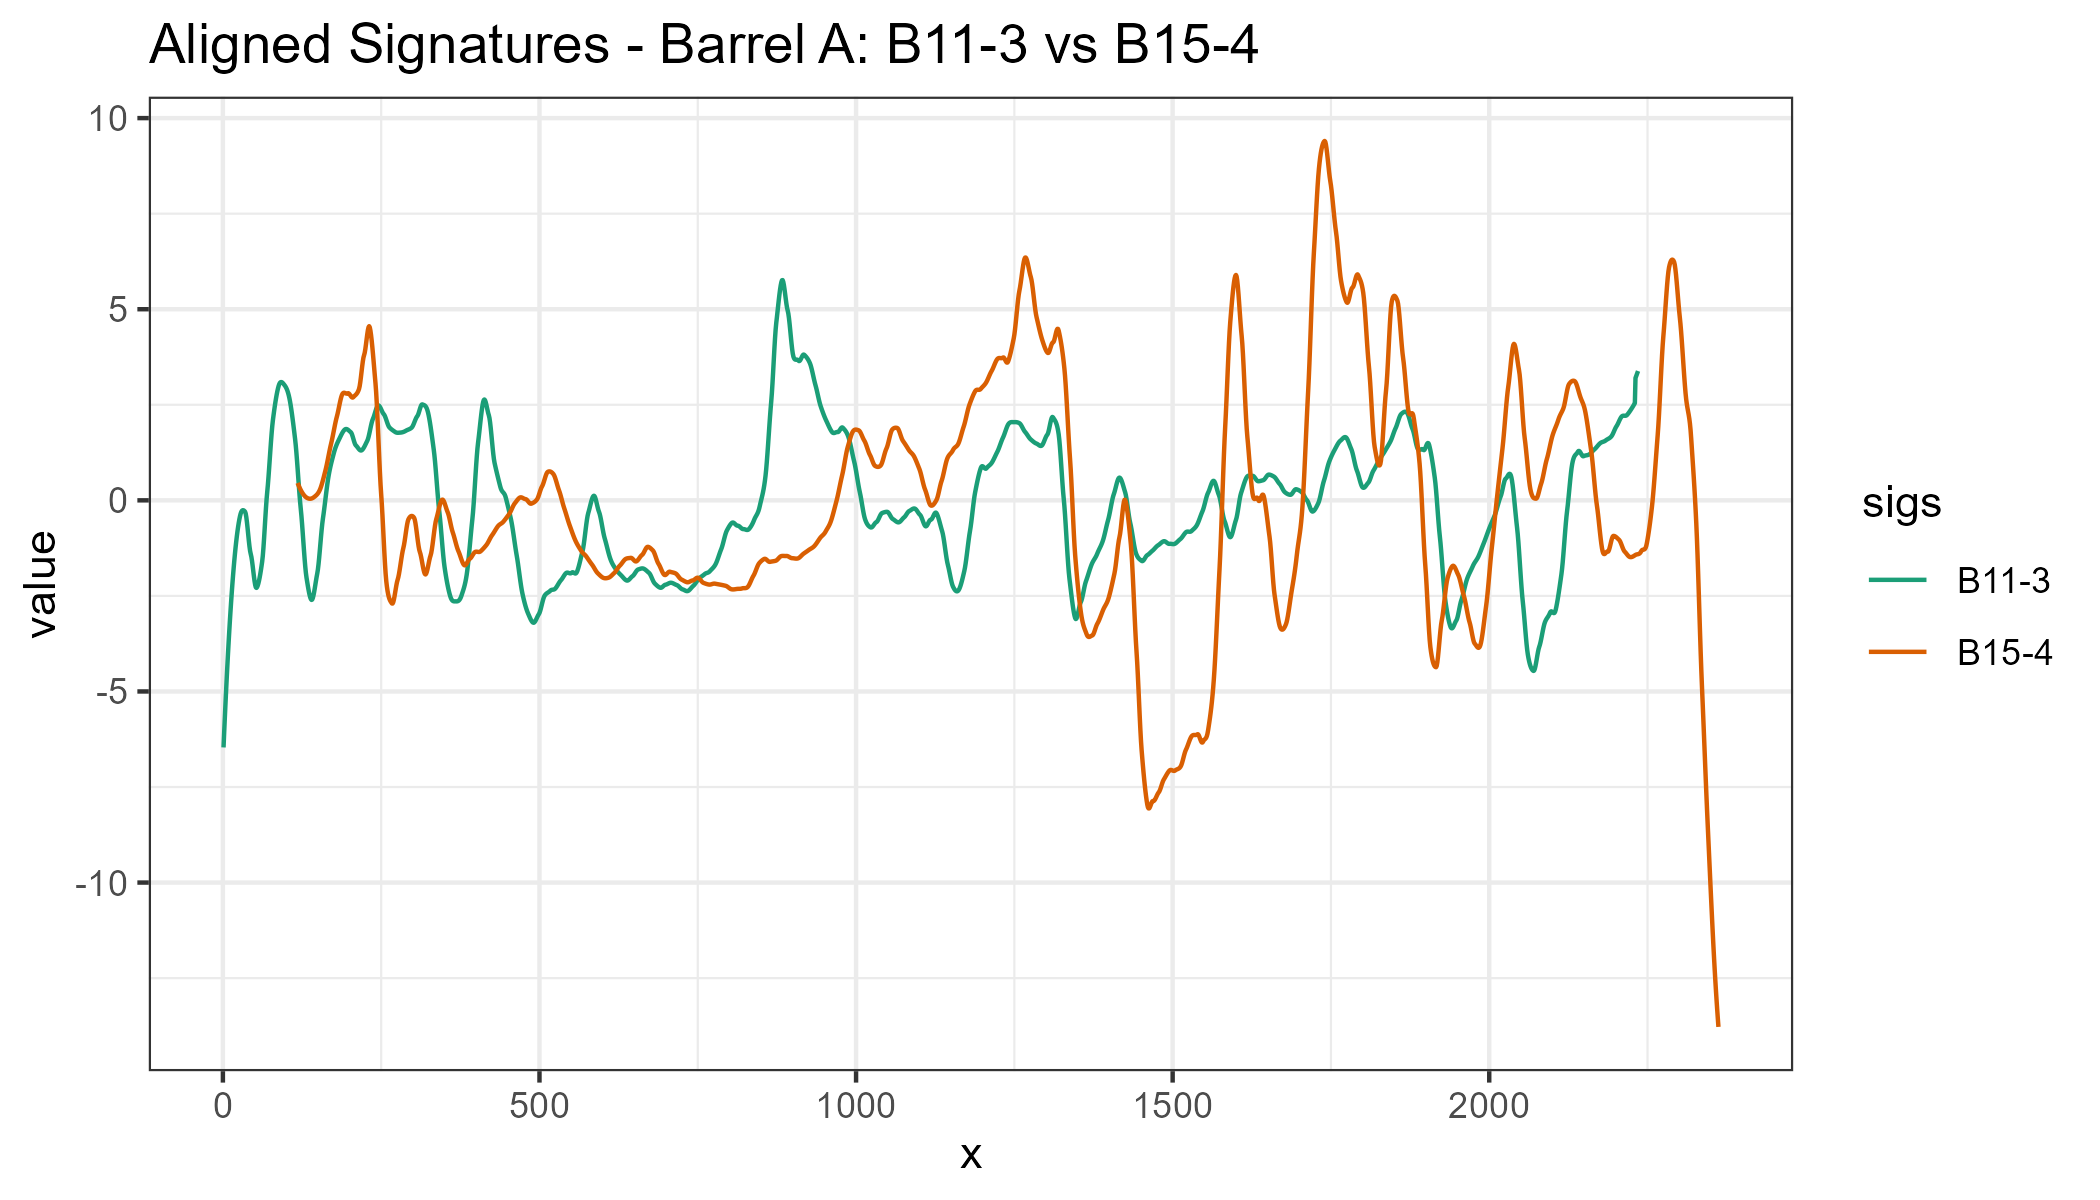 Aligned Signatures - Barrel A: B11-3 vs B15-4
10
5
0
-5
-10
value
0 500 1000 1500 2000
x
sigs
B11-3
B15-4